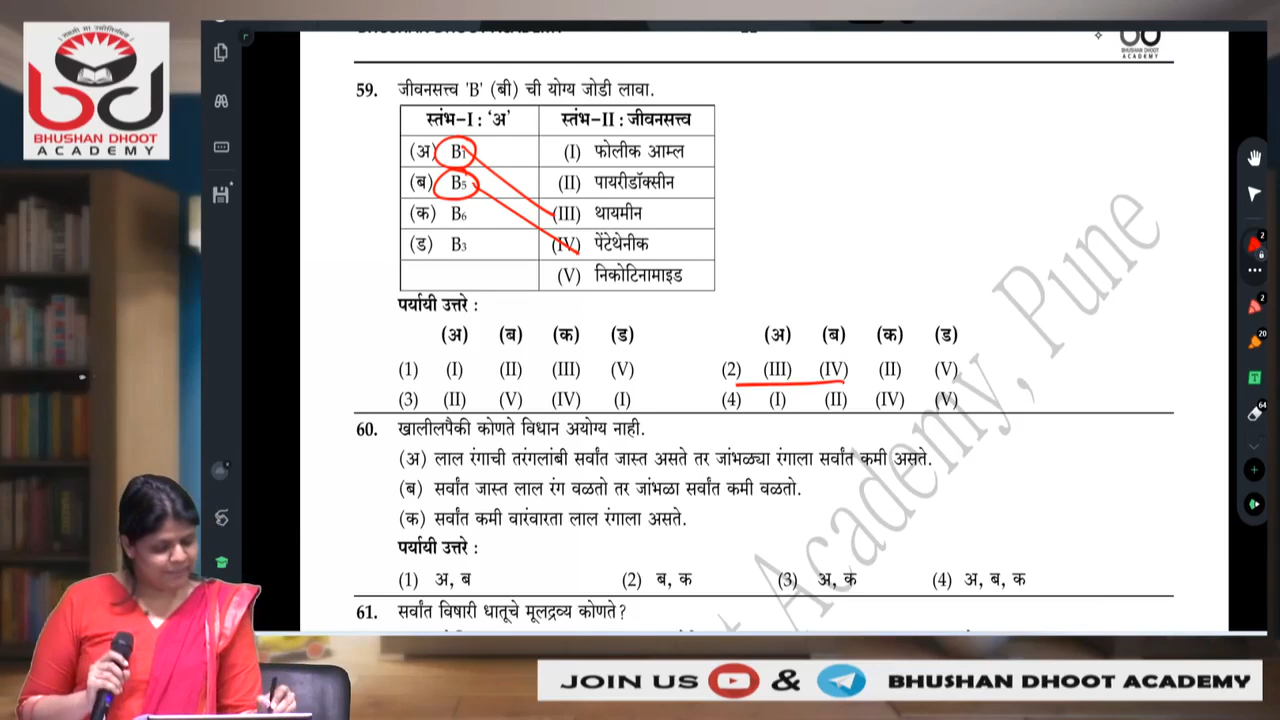 BHUSHAN DHOOT ACADEMY
BHUSHAN DHOOT
ACADEMY
BHUSHAN DHOOT
ACADEMY
59. जीवनसत्त्व 'B' (बी) ची योग्य जोडी लावा.
स्तंभ-I : 'अ' स्तंभ-II : जीवनसत्त्व
(अ) B₁ (I) फोलीक आम्ल
(ब) B₅ (II) पायरीडॉक्सीन
(क) B₆ (III) थायमीन
(ड) B₃ (IV) पेंटेथेनीक
(V) निकोटिनामाइड
पर्यायी उत्तरे :
(अ) (ब) (क) (ड) (अ) (ब) (क) (ड)
(1) (I) (II) (III) (V) (2) (III) (IV) (II) (V)
(3) (II) (V) (IV) (I) (4) (I) (II) (IV) (V)
60. खालीलपैकी कोणते विधान अयोग्य नाही.
(अ) लाल रंगाची तरंगलांबी सर्वांत जास्त असते तर जांभळ्या रंगाला सर्वांत कमी असते.
(ब) सर्वांत जास्त लाल रंग वळतो तर जांभळा सर्वांत कमी वळतो.
(क) सर्वांत कमी वारंवारता लाल रंगाला असते.
पर्यायी उत्तरे :
(1) अ, ब (2) ब, क (3) अ, क (4) अ, ब, क
61. सर्वांत विषारी धातूचे मूलद्रव्य कोणते ?
Academy, Pune
JOIN US & BHUSHAN DHOOT ACADEMY